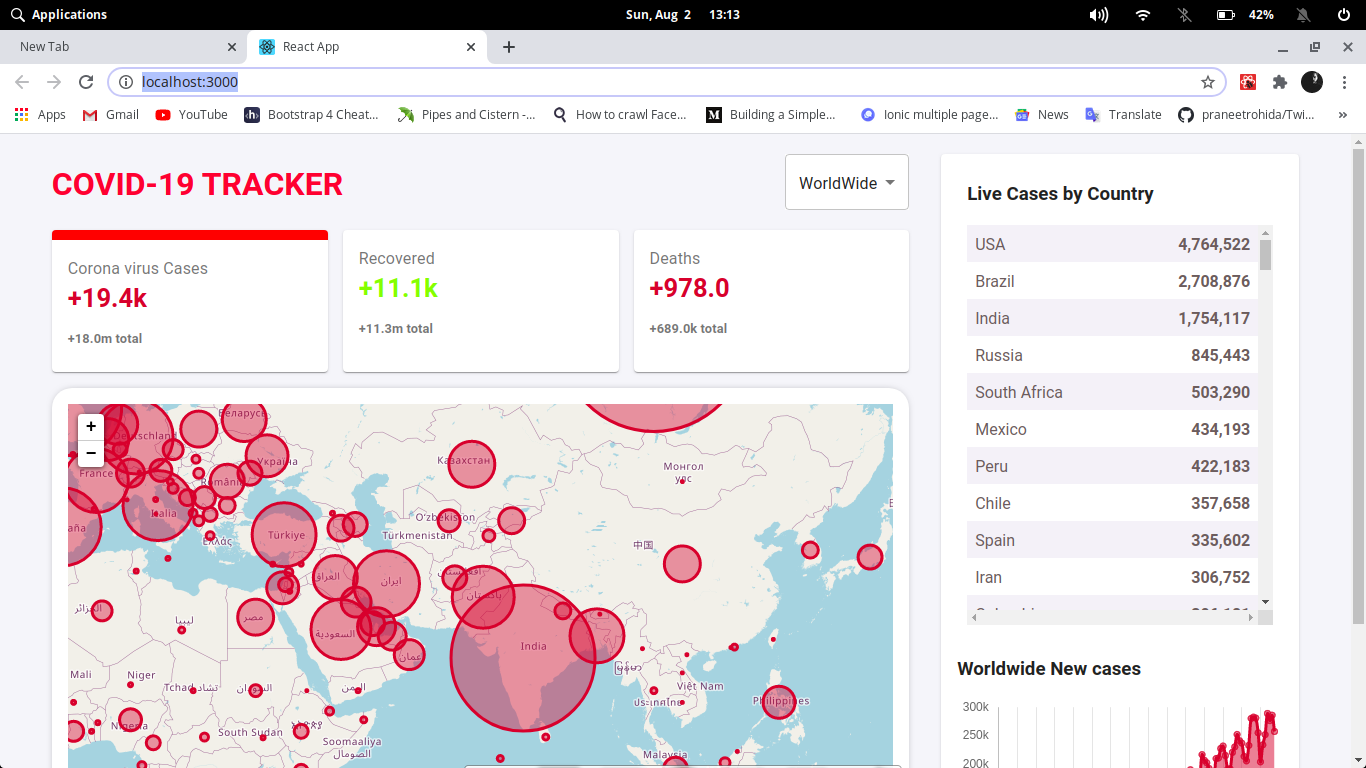 Applications
Sun, Aug 2 13:13
42%
New Tab
React App
localhost:3000
Apps
Gmail
YouTube
Bootstrap 4 Cheat...
Pipes and Cistern -...
How to crawl Face...
Building a Simple...
Ionic multiple page...
News
Translate
praneetrohida/Twi...
»
COVID-19 TRACKER
WorldWide
Corona virus Cases
+19.4k
+18.0m total
Recovered
+11.1k
+11.3m total
Deaths
+978.0
+689.0k total
+
−
Беларусь
Deutschland
Україна
France
România
Казахстан
Монгол
улс
Italia
O'zbekiston
Türkiye
Türkmenistan
Ελλάς
中国
العراق
ایران
پاکستان
الجزائر
ليبيا
مصر
السعودية
عمان
India
မြန်မာ
Mali
Niger
Tchad تشاد
السودان
اليمن
Việt Nam
ประเทศไทย
Philippines
Nigeria
South Sudan
Soomaaliya
الصومال
Malaysia
Live Cases by Country
USA 4,764,522
Brazil 2,708,876
India 1,754,117
Russia 845,443
South Africa 503,290
Mexico 434,193
Peru 422,183
Chile 357,658
Spain 335,602
Iran 306,752
Worldwide New cases
300k
250k
200k